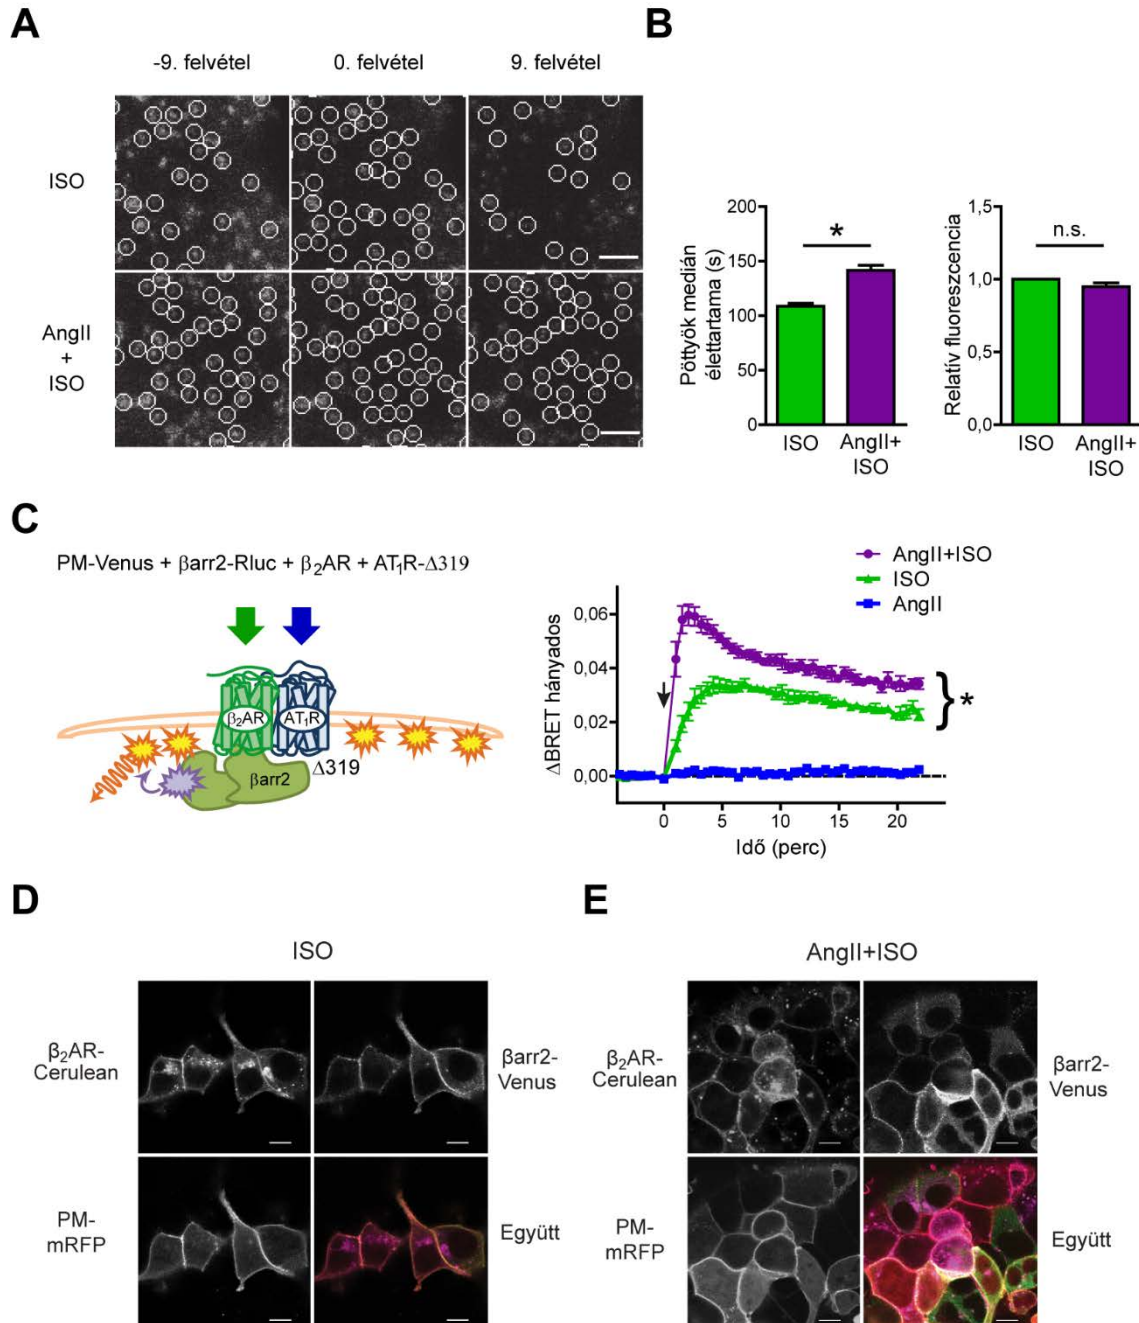 A
-9. felvétel 0. felvétel 9. felvétel
ISO
AngII
+
ISO
B
Pöttyök medián
élettartama (s)
200
150
100
50
0
*
ISO AngII+
ISO
Relatív fluoreszcencia
1,5
1,0
0,5
0,0
n.s.
ISO AngII+
ISO
C
PM-Venus + βarr2-Rluc + β₂AR + AT₁R-Δ319
β₂AR AT₁R
Δ319
βarr2
AngII+ISO
ISO
AngII
ΔBRET hányados
0,06
0,04
0,02
0,00
*
0 5 10 15 20
Idő (perc)
D
ISO
β₂AR-
Cerulean
βarr2-
Venus
PM-
mRFP
Együtt
E
AngII+ISO
β₂AR-
Cerulean
βarr2-
Venus
PM-
mRFP
Együtt